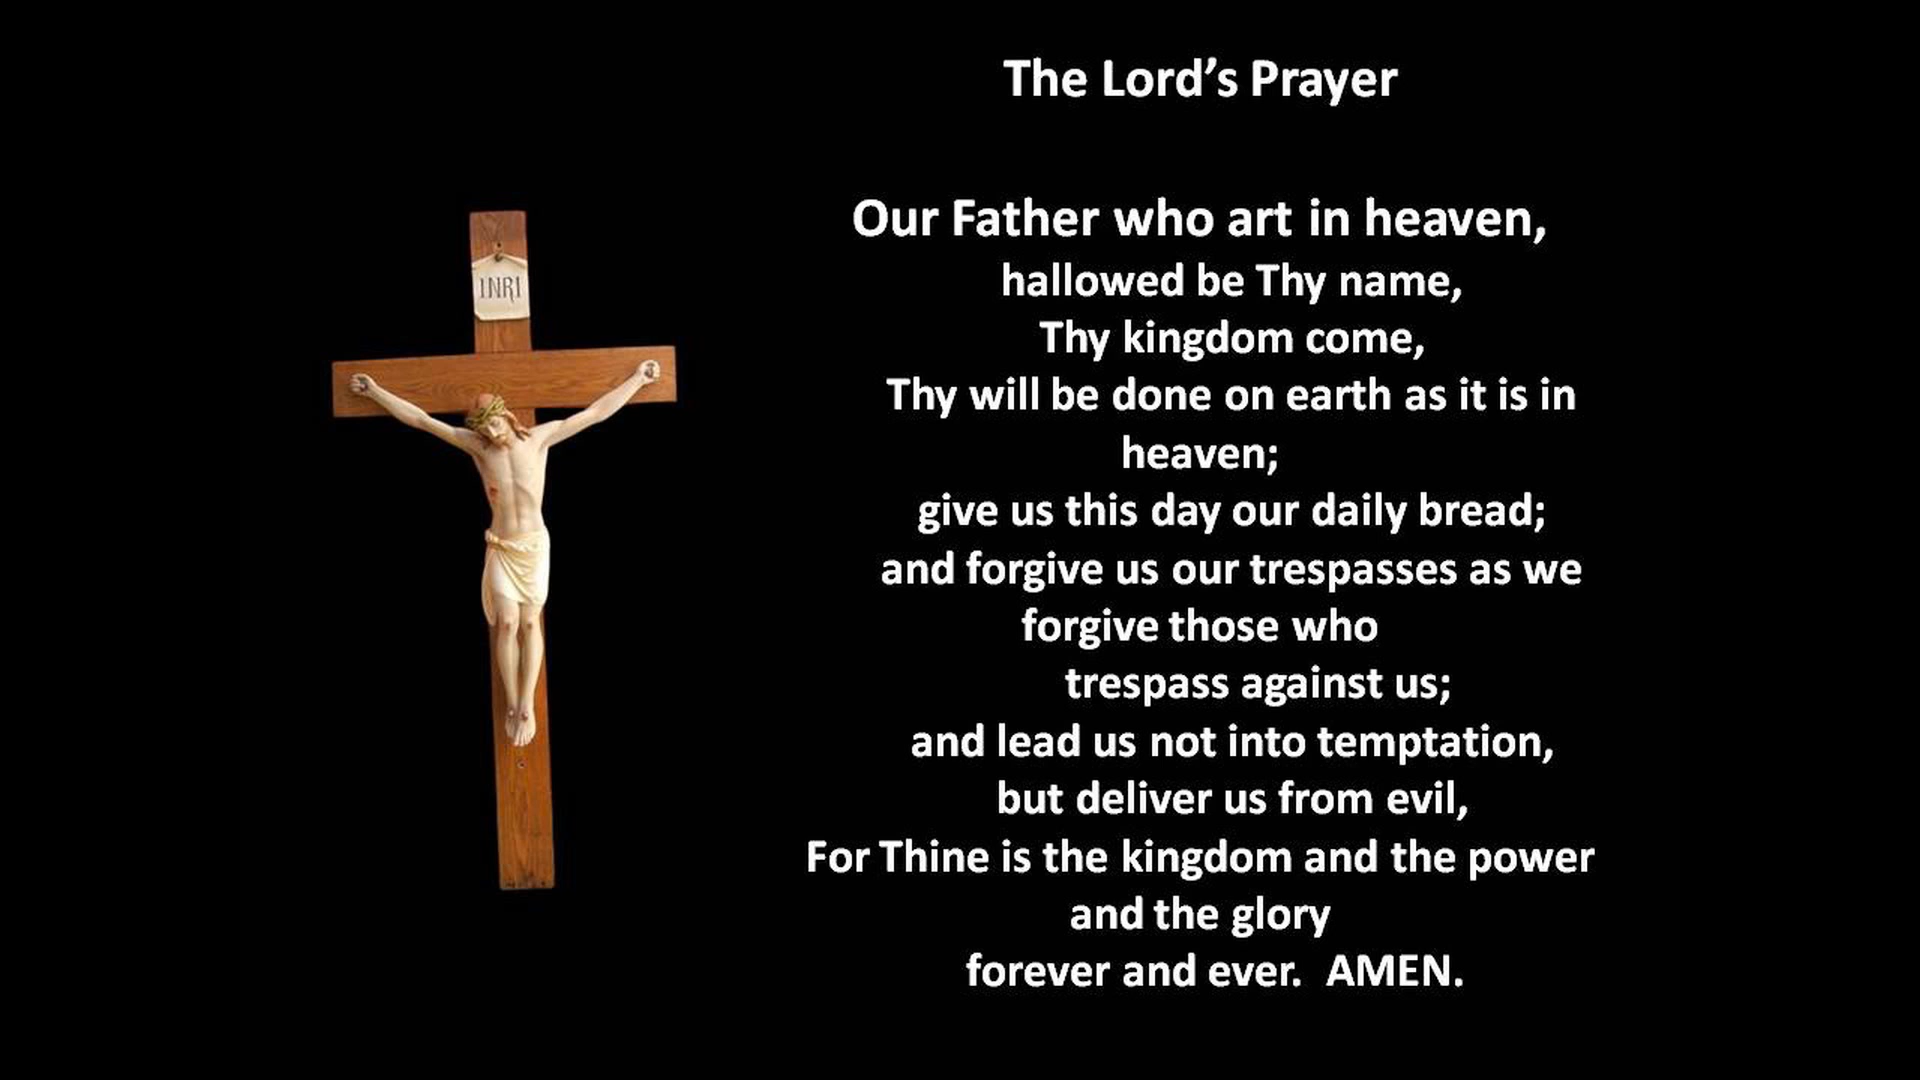 The Lord’s Prayer
INRI
Our Father who art in heaven,
hallowed be Thy name,
Thy kingdom come,
Thy will be done on earth as it is in
heaven;
give us this day our daily bread;
and forgive us our trespasses as we
forgive those who
trespass against us;
and lead us not into temptation,
but deliver us from evil,
For Thine is the kingdom and the power
and the glory
forever and ever.  AMEN.